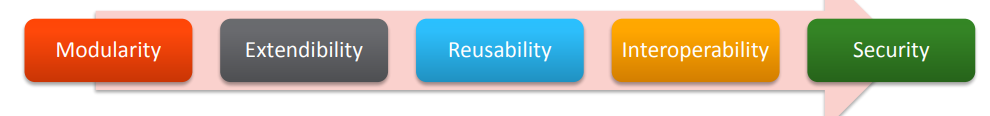 Modularity
Extendibility
Reusability
Interoperability
Security